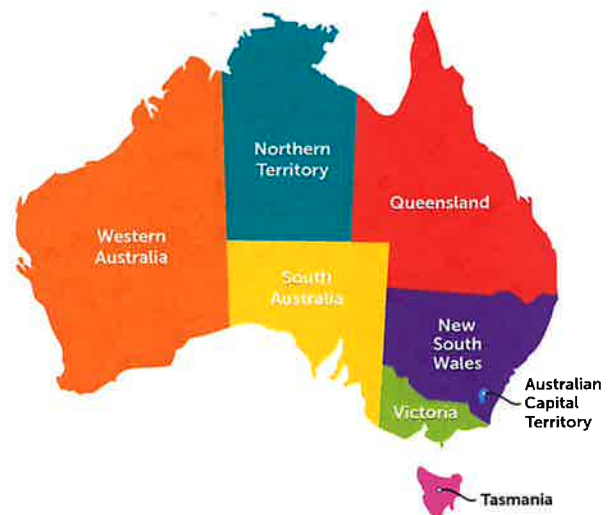 Northern
Territory
Queensland
Western
Australia
South
Australia
New
South
Wales
Australian
Capital
Territory
Victoria
Tasmania